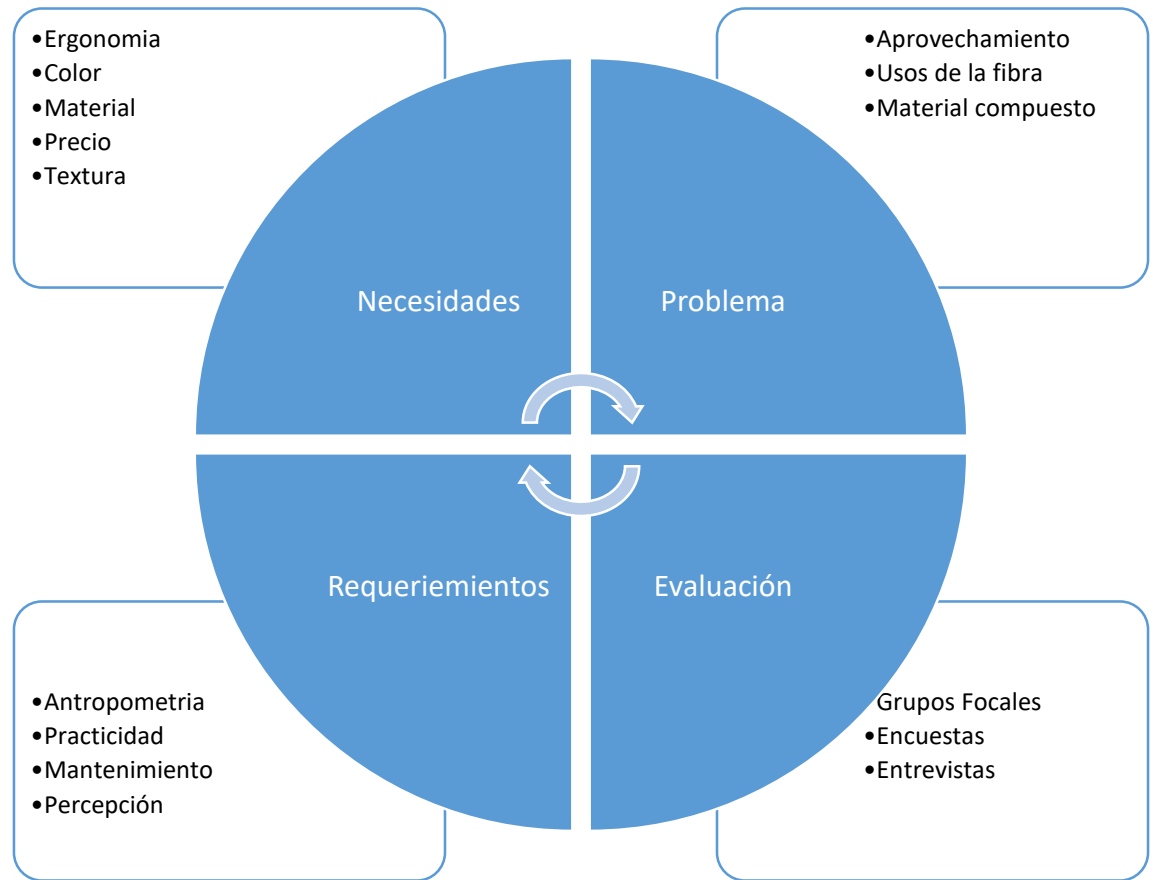 •Ergonomia
•Color
•Material
•Precio
•Textura
•Aprovechamiento
•Usos de la fibra
•Material compuesto
Necesidades
Problema
Requeriemientos
Evaluación
•Antropometria
•Practicidad
•Mantenimiento
•Percepción
Grupos Focales
•Encuestas
•Entrevistas